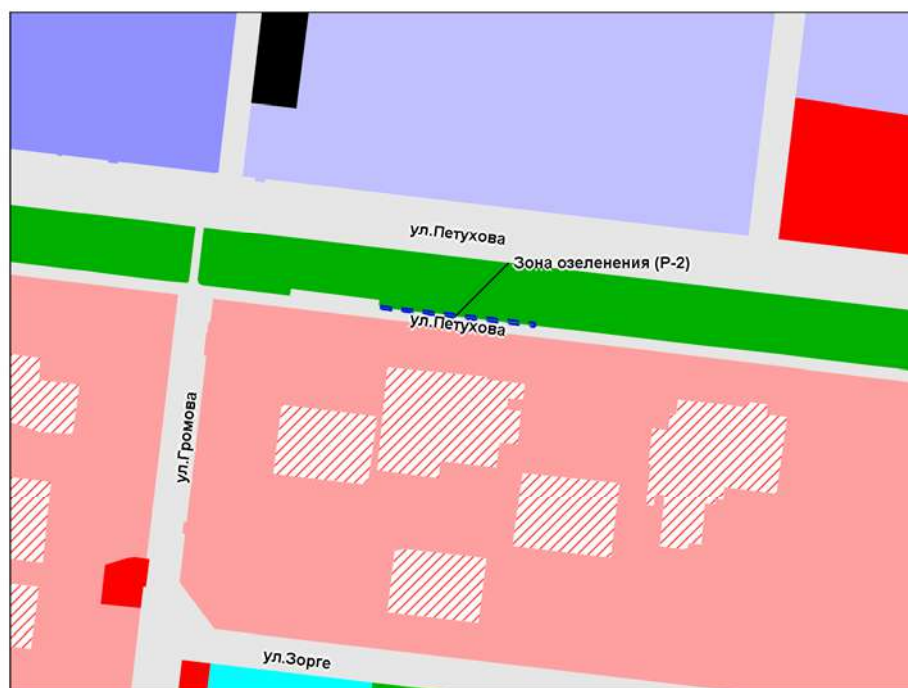 ул.Петухова
Зона озеленения (Р-2)
ул.Петухова
ул.Громова
ул.Зорге